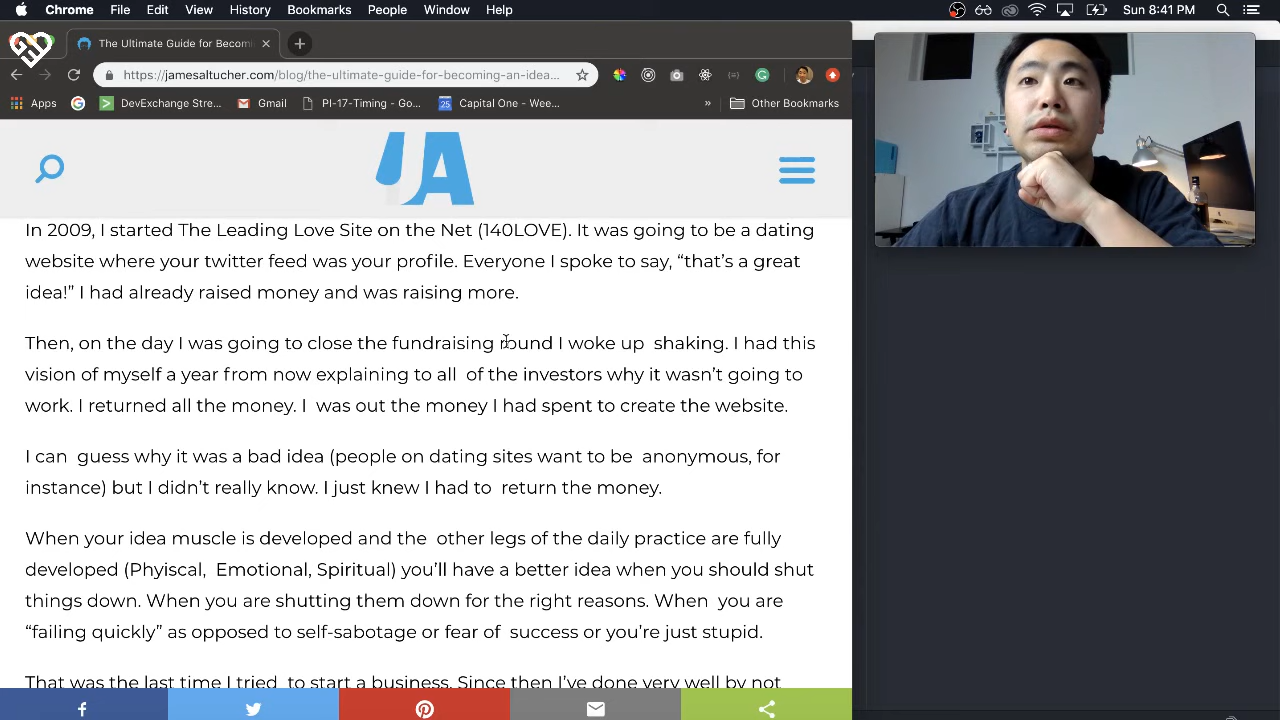 Chrome File Edit View History Bookmarks People Window Help Sun 8:41 PM
The Ultimate Guide for Becomi
https://jamesaltucher.com/blog/the-ultimate-guide-for-becoming-an-idea...
Apps DevExchange Stre... Gmail PI-17-Timing - Go... 25 Capital One - Wee... » Other Bookmarks
JA
In 2009, I started The Leading Love Site on the Net (140LOVE). It was going to be a dating
website where your twitter feed was your profile. Everyone I spoke to say, “that’s a great
idea!” I had already raised money and was raising more.
Then, on the day I was going to close the fundraising round I woke up  shaking. I had this
vision of myself a year from now explaining to all  of the investors why it wasn’t going to
work. I returned all the money. I  was out the money I had spent to create the website.
I can  guess why it was a bad idea (people on dating sites want to be  anonymous, for
instance) but I didn’t really know. I just knew I had to  return the money.
When your idea muscle is developed and the  other legs of the daily practice are fully
developed (Phyiscal,  Emotional, Spiritual) you’ll have a better idea when you should shut
things down. When you are shutting them down for the right reasons. When  you are
“failing quickly” as opposed to self-sabotage or fear of  success or you’re just stupid.
That was the last time I tried  to start a business. Since then I’ve done very well by not